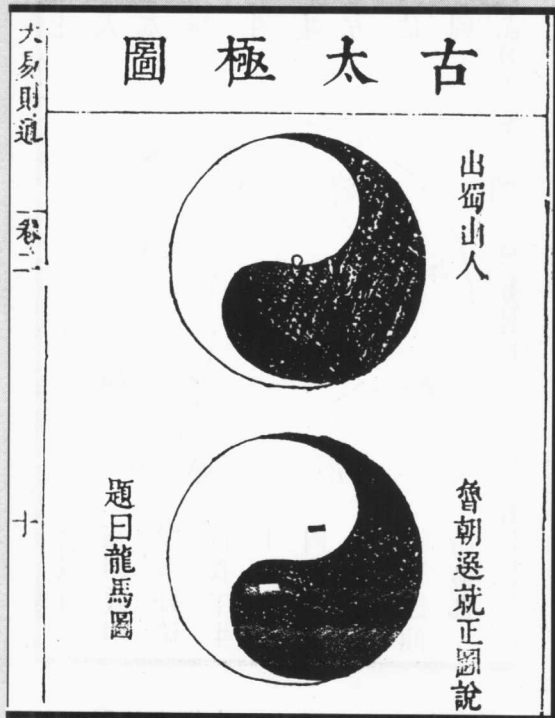 古太極圖
出蜀山人
魯朝選就正圖說
題曰龍馬圖
大易則通
卷二
十